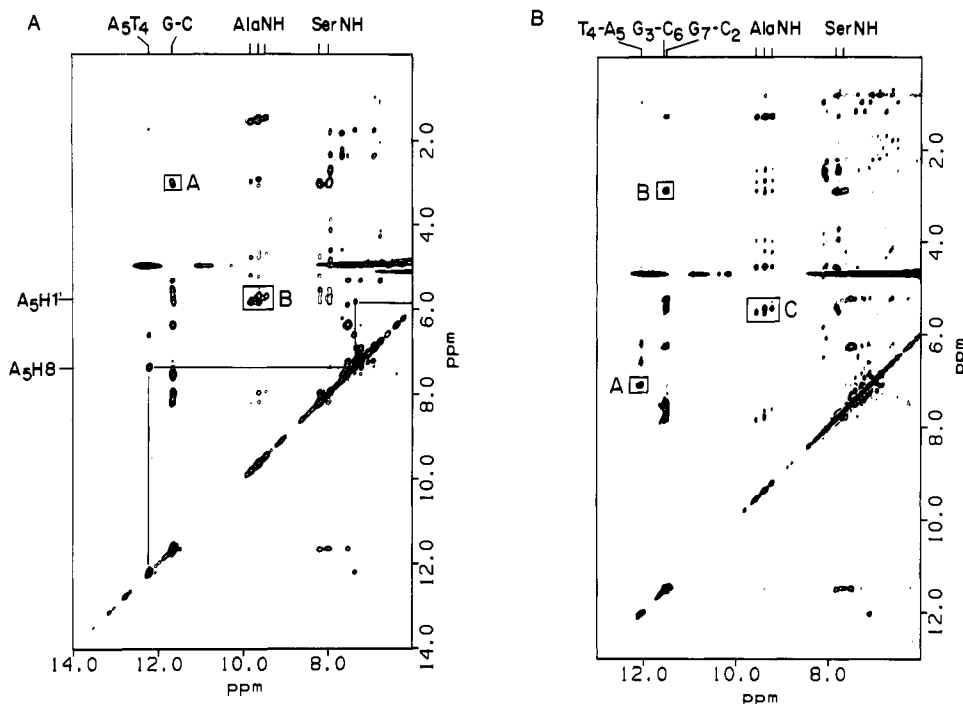 A
A5T4 G-C AlaNH SerNH
2.0
4.0
6.0
8.0
10.0
12.0
14.0
ppm
A5H1'
A5H8
A
B
14.0 12.0 10.0 8.0
ppm
B
T4-A5 G3-C6 G7-C2 AlaNH SerNH
2.0
4.0
6.0
8.0
10.0
12.0
ppm
B
C
A
12.0 10.0 8.0
ppm